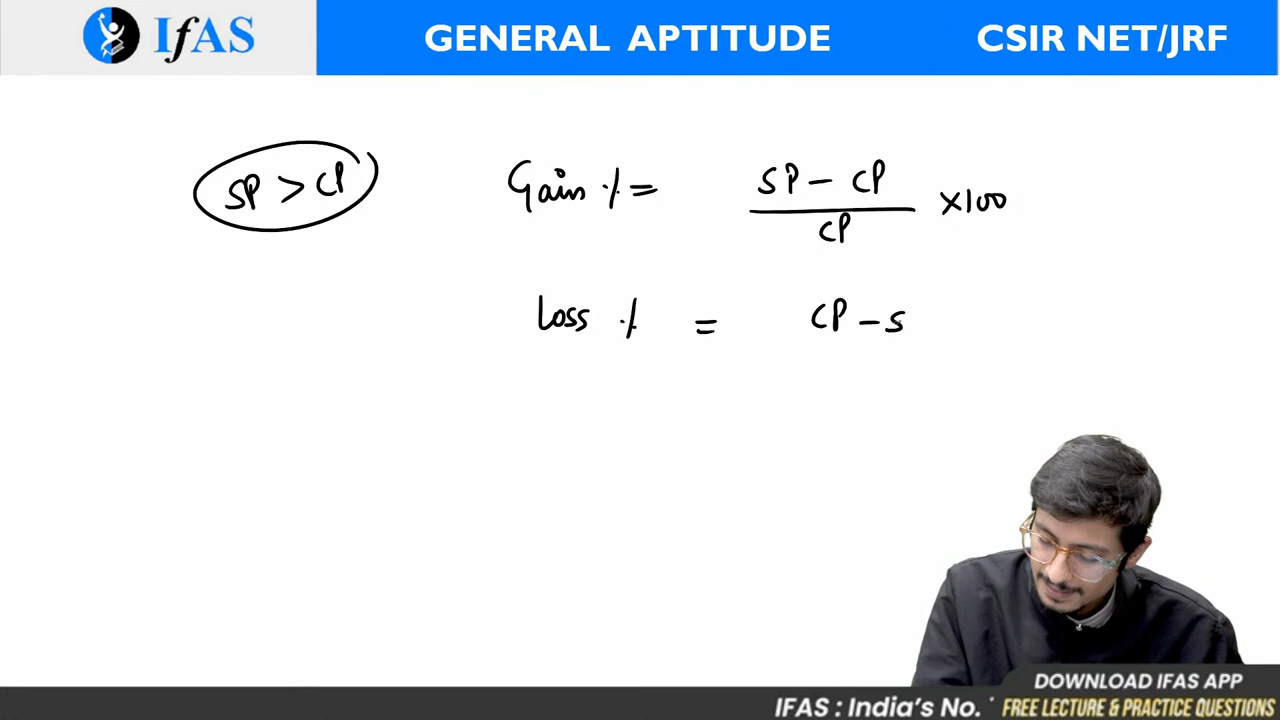 IfAS
GENERAL APTITUDE
CSIR NET/JRF
SP > CP
Gain % = SP - CP / CP ×100
Loss % = CP - S
DOWNLOAD IFAS APP
IFAS : India's No. FREE LECTURE & PRACTICE QUESTIONS